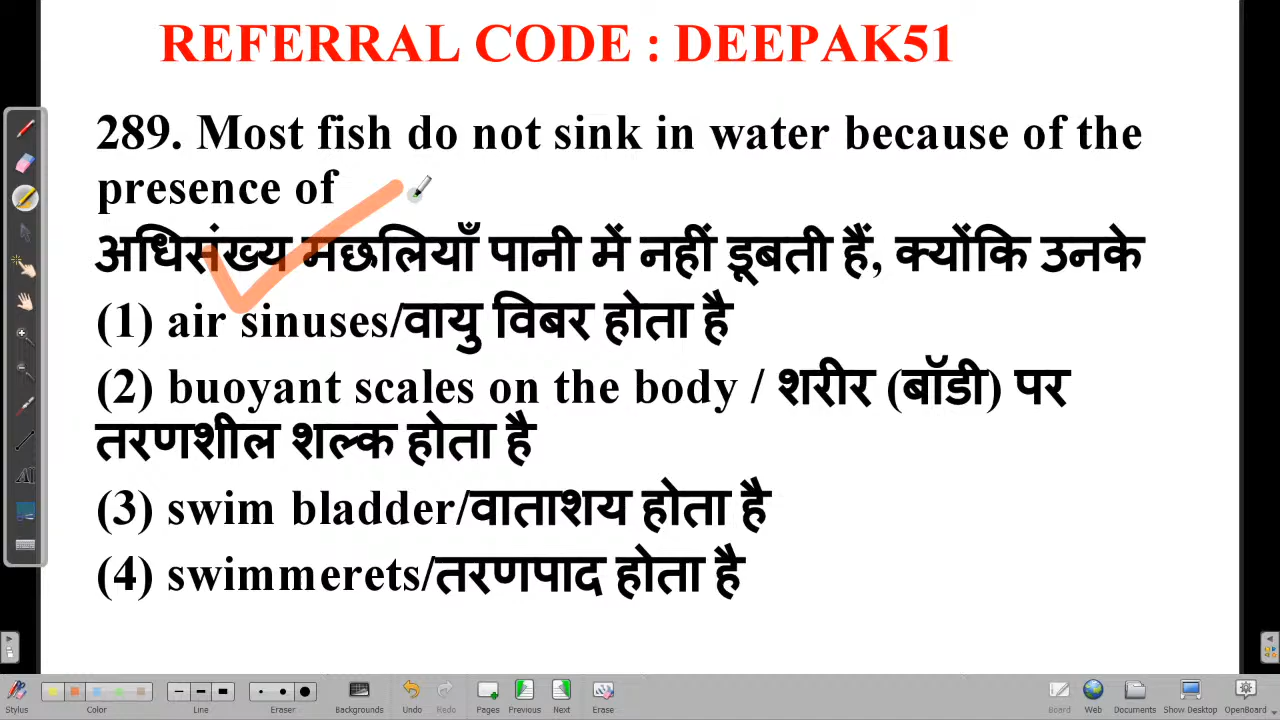 REFERRAL CODE : DEEPAK51
289. Most fish do not sink in water because of the
presence of
अधिसंख्य मछलियाँ पानी में नहीं डूबती हैं, क्योंकि उनके
(1) air sinuses/वायु विबर होता है
(2) buoyant scales on the body / शरीर (बॉडी) पर
तरणशील शल्क होता है
(3) swim bladder/वाताशय होता है
(4) swimmerets/तरणपाद होता है
Stylus Color Line Eraser Backgrounds Undo Redo Pages Previous Next Erase Board Web Documents Show Desktop OpenBoard